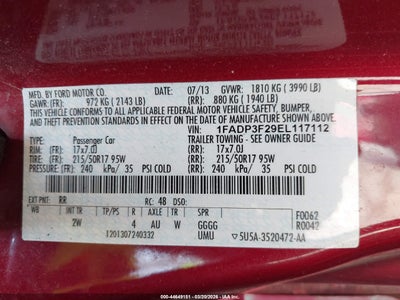 MFD. BY FORD MOTOR CO.
DATE: 07/13 GVWR: 1810 KG ( 3990 LB)
GAWR: (FR): 972 KG ( 2143 LB) (RR): 880 KG ( 1940 LB)
THIS VEHICLE CONFORMS TO ALL APPLICABLE
FEDERAL MOTOR VEHICLE SAFETY, BUMPER,
AND THEFT PREVENTION STANDARDS IN
EFFECT ON THE DATE OF MANUFACTURE
VIN: 1FADP3F29EL117112
TYPE: Passenger Car TRAILER TOWING - SEE OWNER GUIDE
RIM: (FR): 17x7.0J (RR): 17x7.0J
TIRE: (FR): 215/50R17 95W (RR): 215/50R17 95W
PRESSURE: (FR): 240 kPa/ 35 PSI COLD (RR): 240 kPa/ 35 PSI COLD
EXT PNT: RR RC: 48 DSO:
WB INT TR TP/PS R AXLE TR SPR
2W 4 AU W GGGG
UMU
F0062
R0042
1201307240332
5U5A-3520472-AA
000-44649151 - 03/20/2026 - IAAI.COM